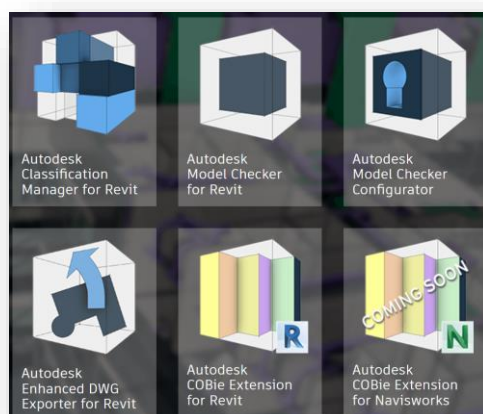 Autodesk
Classification
Manager for Revit
Autodesk
Model Checker
for Revit
Autodesk
Model Checker
Configurator
Autodesk
Enhanced DWG
Exporter for Revit
R
Autodesk
COBie Extension
for Revit
COMING SOON
N
Autodesk
COBie Extension
for Navisworks